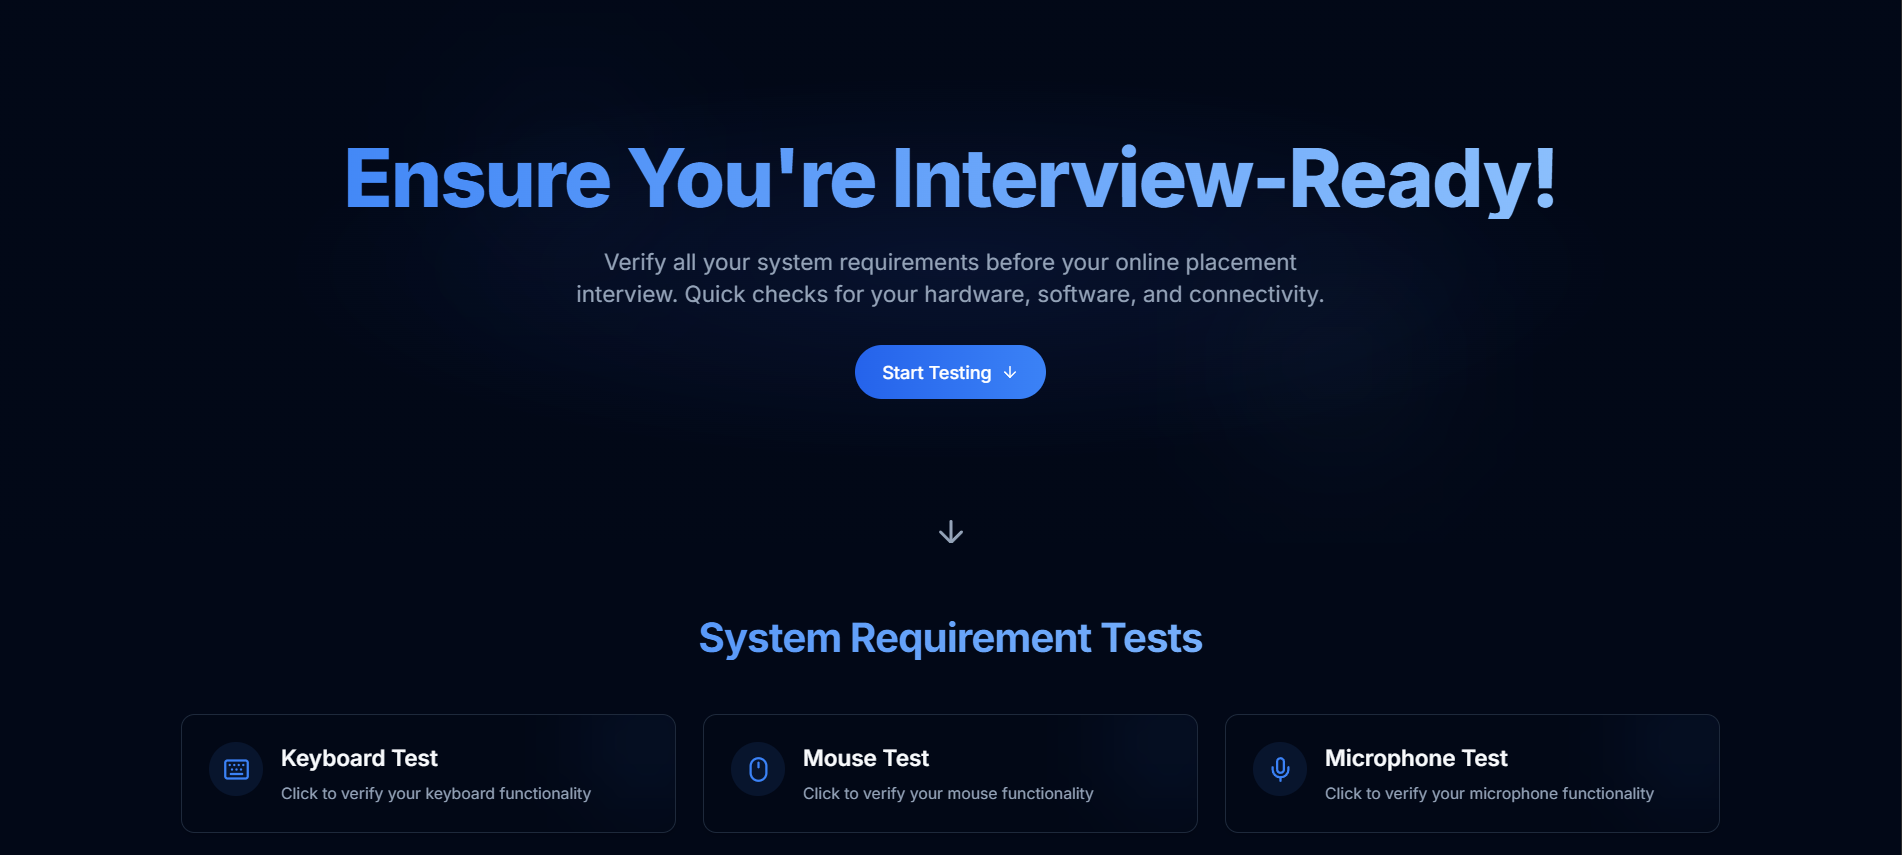 Ensure You're Interview-Ready!
Verify all your system requirements before your online placement
interview. Quick checks for your hardware, software, and connectivity.
Start Testing
System Requirement Tests
Keyboard Test
Click to verify your keyboard functionality
Mouse Test
Click to verify your mouse functionality
Microphone Test
Click to verify your microphone functionality